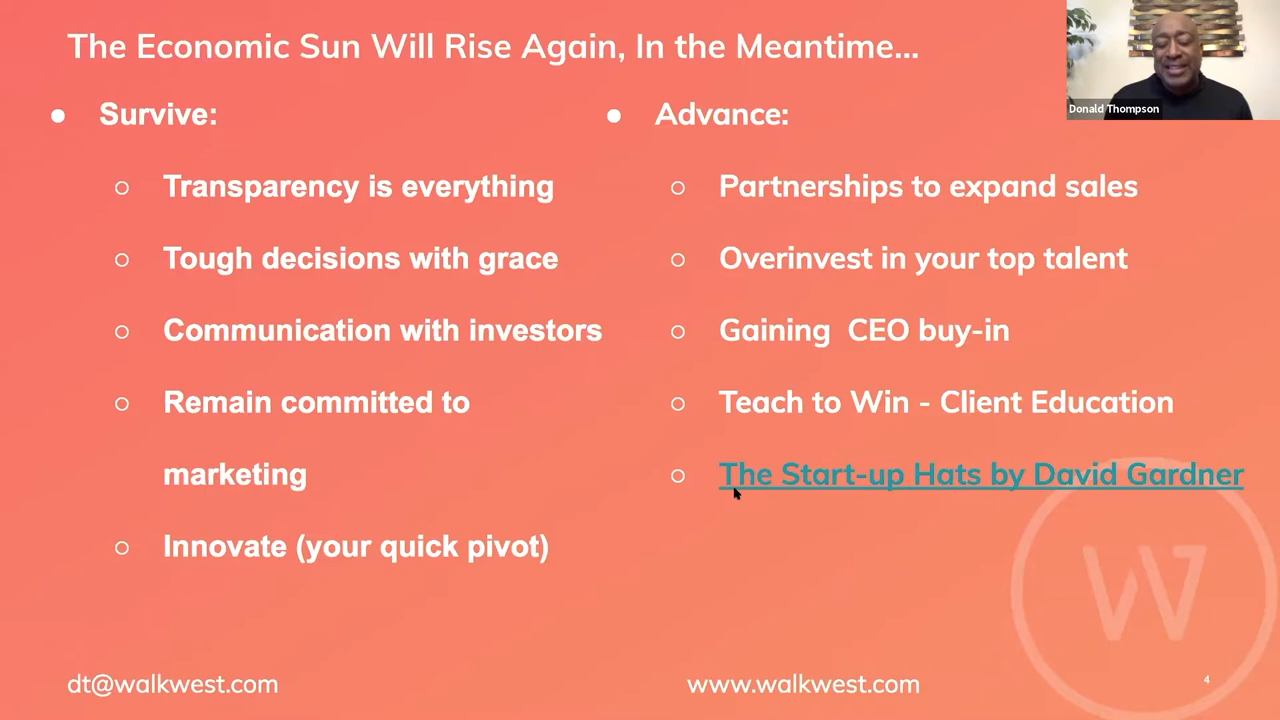 The Economic Sun Will Rise Again, In the Meantime...
Donald Thompson
● Survive:
○ Transparency is everything
○ Tough decisions with grace
○ Communication with investors
○ Remain committed to
marketing
○ Innovate (your quick pivot)
● Advance:
○ Partnerships to expand sales
○ Overinvest in your top talent
○ Gaining  CEO buy-in
○ Teach to Win - Client Education
○ The Start-up Hats by David Gardner
W
dt@walkwest.com
www.walkwest.com
4